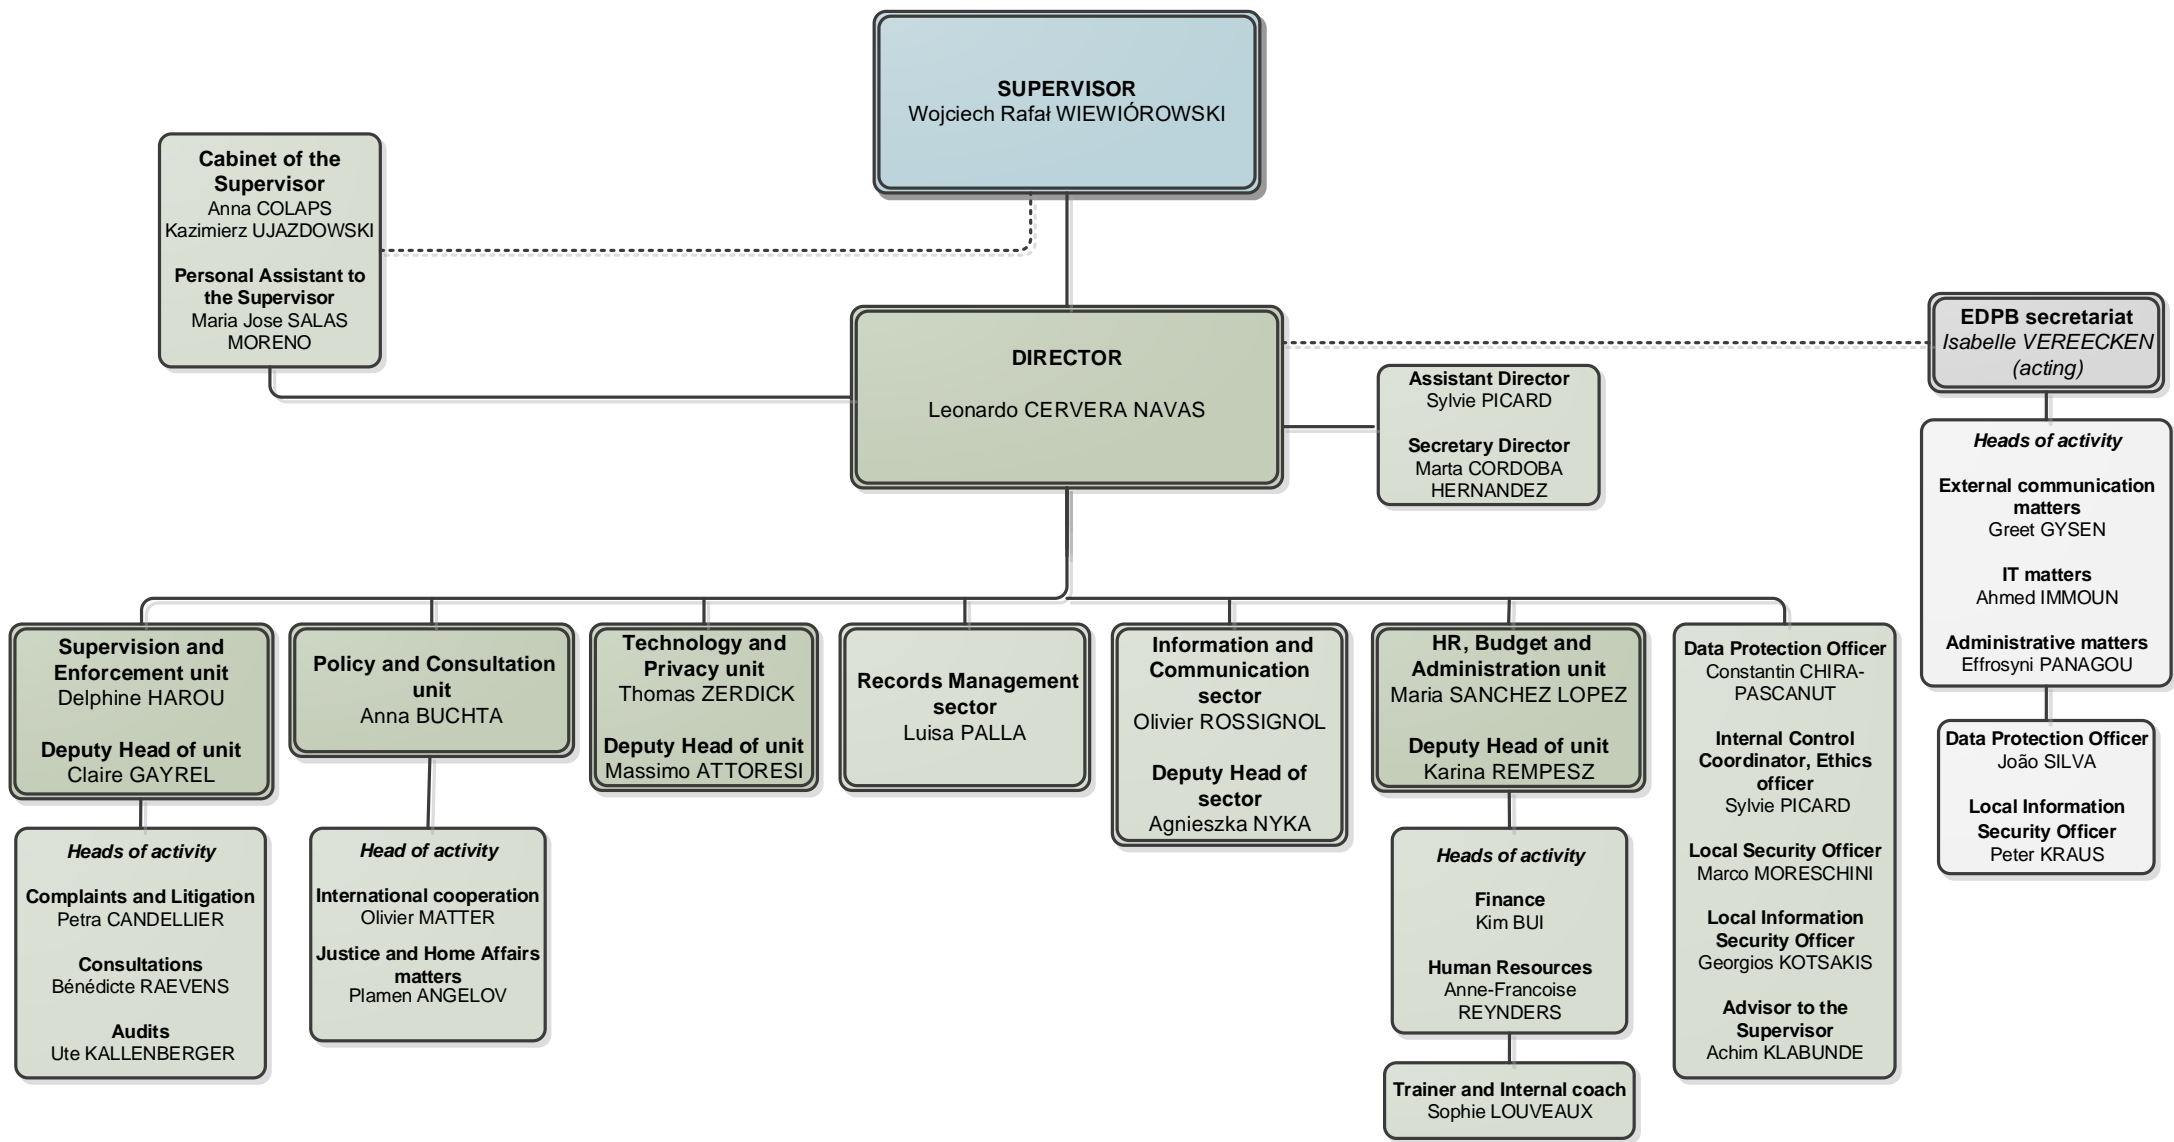 SUPERVISOR
Wojciech Rafał WIEWIÓROWSKI
Cabinet of the
Supervisor
Anna COLAPS
Kazimierz UJAZDOWSKI
Personal Assistant to
the Supervisor
Maria Jose SALAS
MORENO
DIRECTOR
Leonardo CERVERA NAVAS
Assistant Director
Sylvie PICARD
Secretary Director
Marta CORDOBA
HERNANDEZ
EDPB secretariat
Isabelle VEREECKEN
(acting)
Heads of activity
External communication
matters
Greet GYSEN
IT matters
Ahmed IMMOUN
Administrative matters
Effrosyni PANAGOU
Data Protection Officer
João SILVA
Local Information
Security Officer
Peter KRAUS
Supervision and
Enforcement unit
Delphine HAROU
Deputy Head of unit
Claire GAYREL
Heads of activity
Complaints and Litigation
Petra CANDELLIER
Consultations
Bénédicte RAEVENS
Audits
Ute KALLENBERGER
Policy and Consultation
unit
Anna BUCHTA
Head of activity
International cooperation
Olivier MATTER
Justice and Home Affairs
matters
Plamen ANGELOV
Technology and
Privacy unit
Thomas ZERDICK
Deputy Head of unit
Massimo ATTORESI
Records Management
sector
Luisa PALLA
Information and
Communication
sector
Olivier ROSSIGNOL
Deputy Head of
sector
Agnieszka NYKA
HR, Budget and
Administration unit
Maria SANCHEZ LOPEZ
Deputy Head of unit
Karina REMPESZ
Heads of activity
Finance
Kim BUI
Human Resources
Anne-Francoise
REYNDERS
Trainer and Internal coach
Sophie LOUVEAUX
Data Protection Officer
Constantin CHIRA-
PASCANUT
Internal Control
Coordinator, Ethics
officer
Sylvie PICARD
Local Security Officer
Marco MORESCHINI
Local Information
Security Officer
Georgios KOTSAKIS
Advisor to the
Supervisor
Achim KLABUNDE